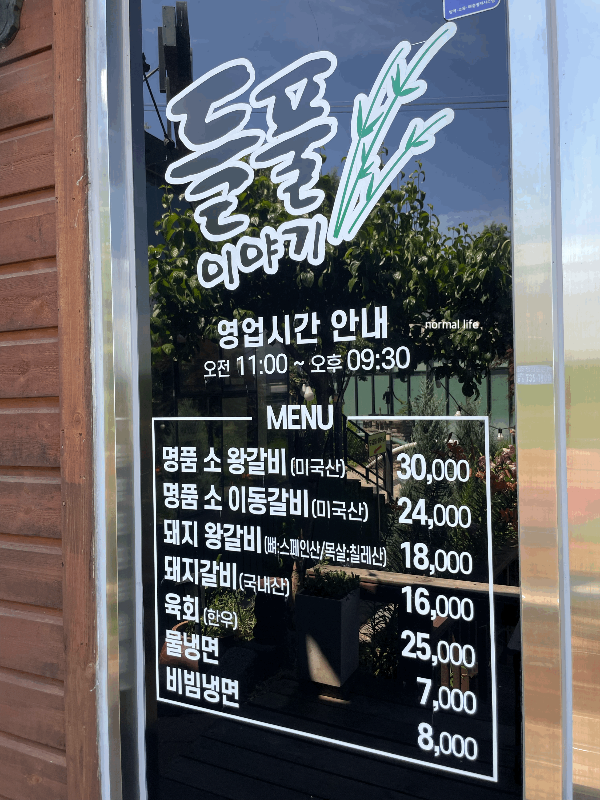 들풀
이야기
영업시간 안내
normal life
오전 11:00 ~ 오후 09:30
MENU
명품 소 왕갈비 (미국산) 30,000
명품 소 이동갈비 (미국산) 24,000
돼지 왕갈비 (뼈:스페인산/목살:칠레산) 18,000
돼지갈비 (국내산) 16,000
육회 (한우) 25,000
물냉면 7,000
비빔냉면 8,000